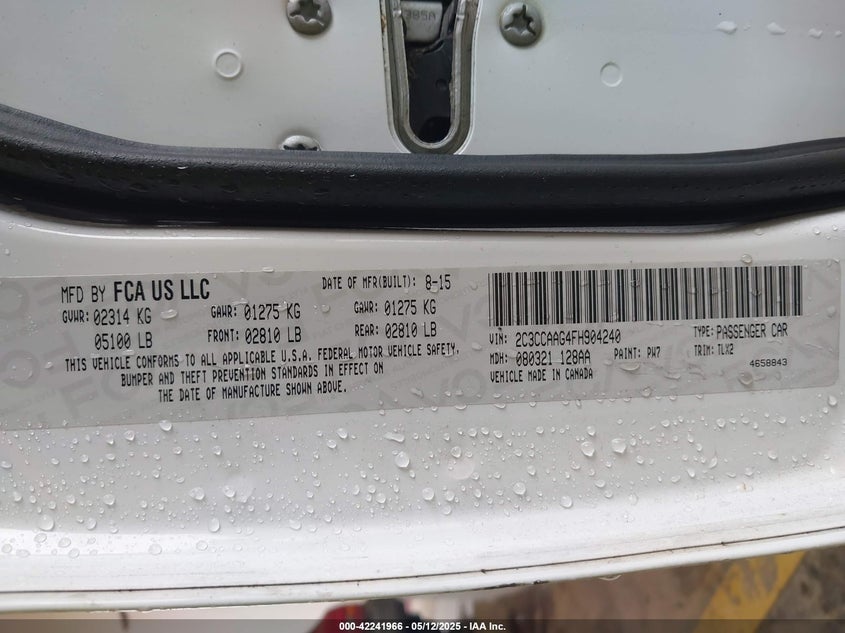 385A
MFD BY FCA US LLC
DATE OF MFR(BUILT): 8-15
GVWR: 02314 KG
GAWR: 01275 KG
GAWR: 01275 KG
05100 LB
FRONT: 02810 LB
REAR: 02810 LB
THIS VEHICLE CONFORMS TO ALL APPLICABLE U.S.A. FEDERAL MOTOR VEHICLE SAFETY,
BUMPER AND THEFT PREVENTION STANDARDS IN EFFECT ON
THE DATE OF MANUFACTURE SHOWN ABOVE.
VIN: 2C3CCAAG4FH904240
TYPE: PASSENGER CAR
MDH: 080321 128AA
PAINT: PW7
TRIM: TLX2
VEHICLE MADE IN CANADA
4658843
000-42241966 - 05/12/2025 - IAA Inc.